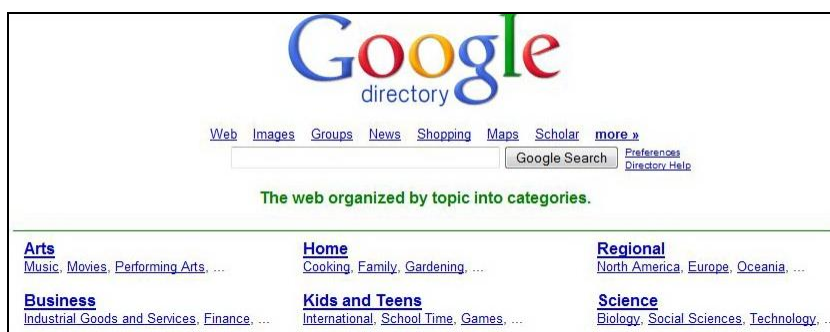 Google
directory
Web Images Groups News Shopping Maps Scholar more »
Google Search Preferences
Directory Help
The web organized by topic into categories.
Arts Home Regional
Music, Movies, Performing Arts, ... Cooking, Family, Gardening, ... North America, Europe, Oceania, ...
Business Kids and Teens Science
Industrial Goods and Services, Finance, ... International, School Time, Games, ... Biology, Social Sciences, Technology, ..